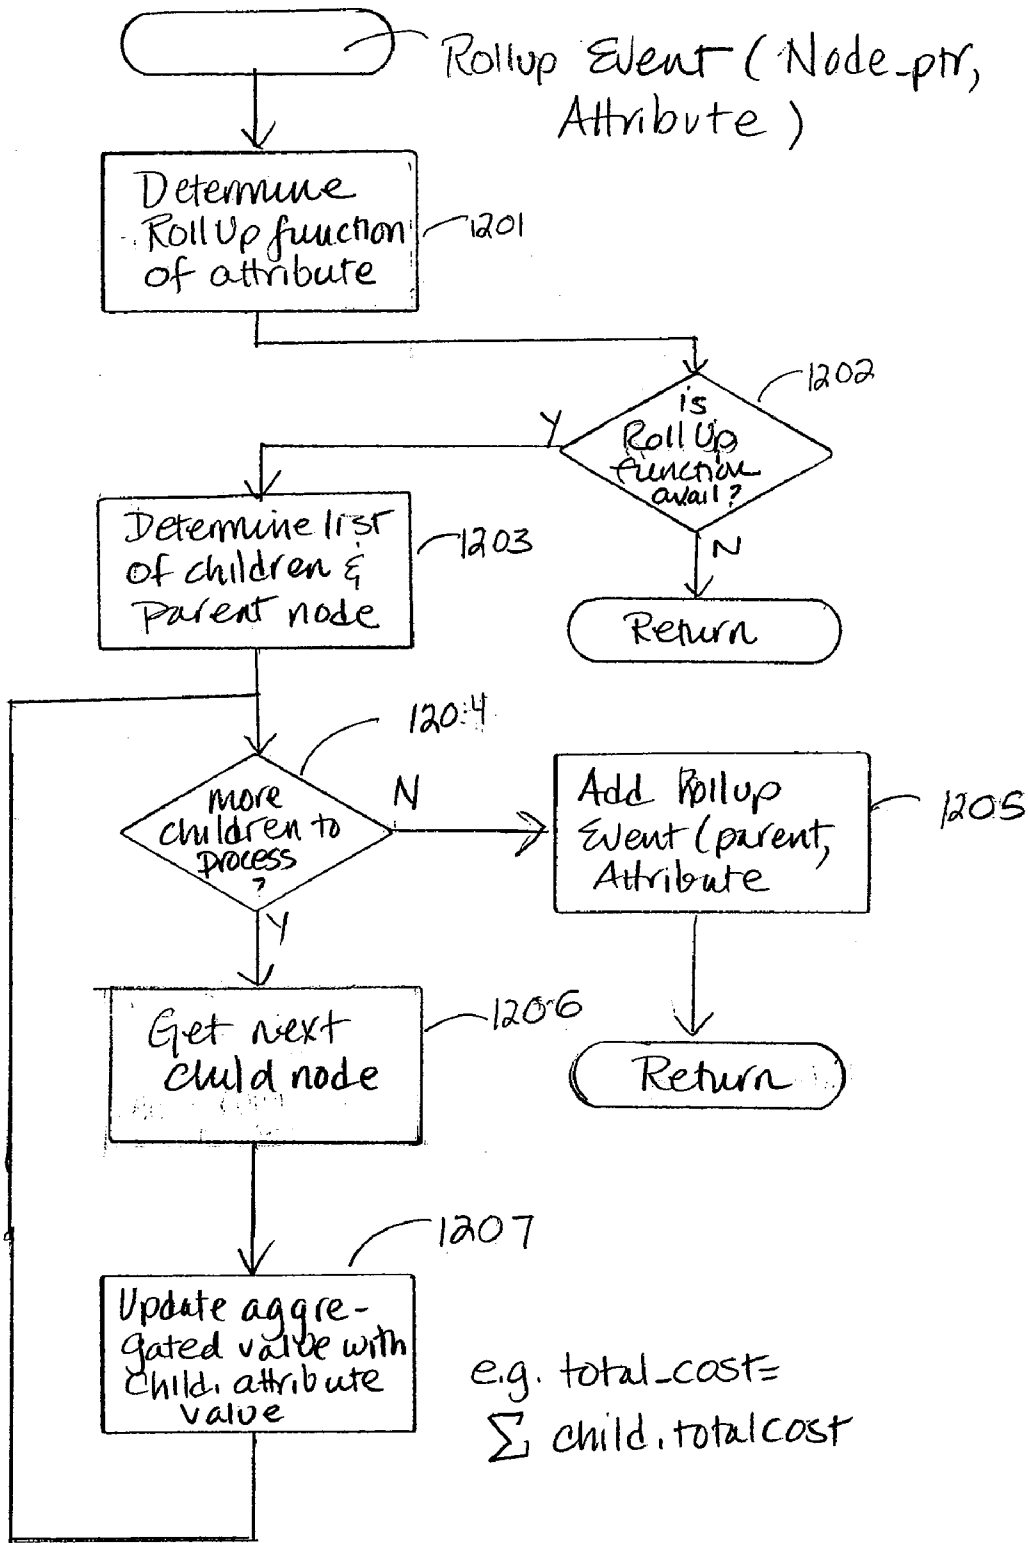 Rollup Event (Node_ptr,
Attribute)
Determine
Roll Up function
of attribute
1201
1202
is
Roll Up
function
avail?
Y
N
Return
Determine list
of children &
Parent node
1203
1204
more
children to
process
?
N
Y
Add Rollup
Event (parent,
Attribute
1205
Return
Get next
child node
1206
1207
Update aggre-
gated value with
child. attribute
value
e.g. total_cost=
Σ child.totalcost